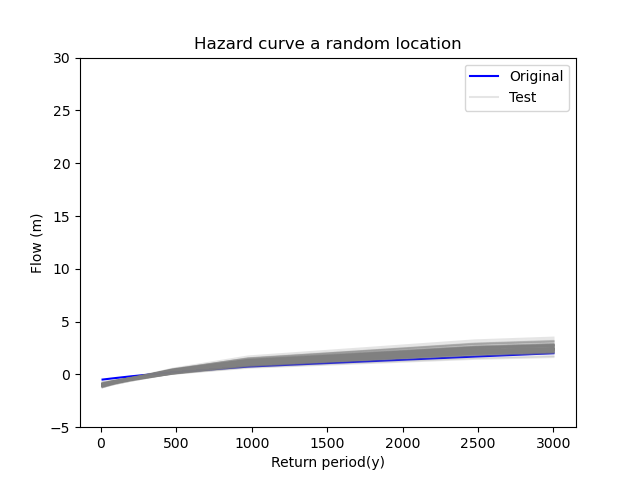 Hazard curve a random location
Original
Test
30
25
20
15
10
5
0
−5
Flow (m)
0 500 1000 1500 2000 2500 3000
Return period(y)